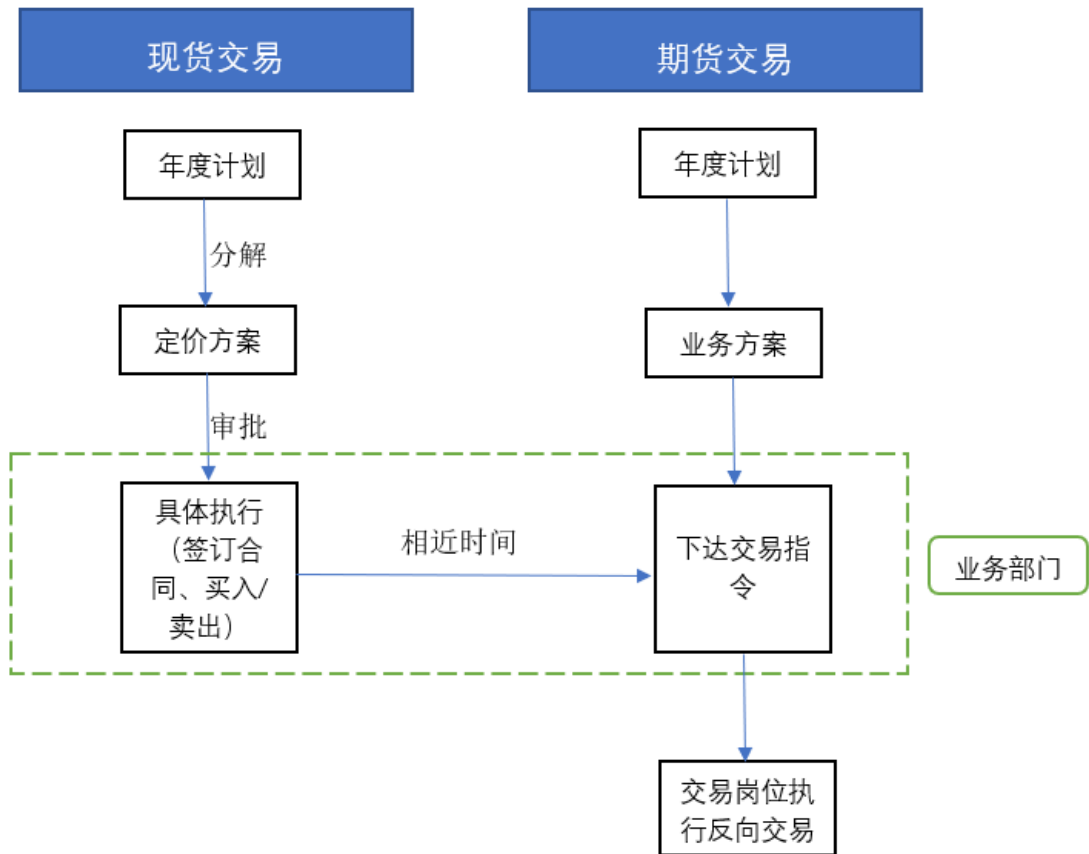 现货交易
期货交易
年度计划
年度计划
分解
定价方案
业务方案
审批
具体执行
（签订合
同、买入/
卖出）
相近时间
下达交易指
令
业务部门
交易岗位执
行反向交易